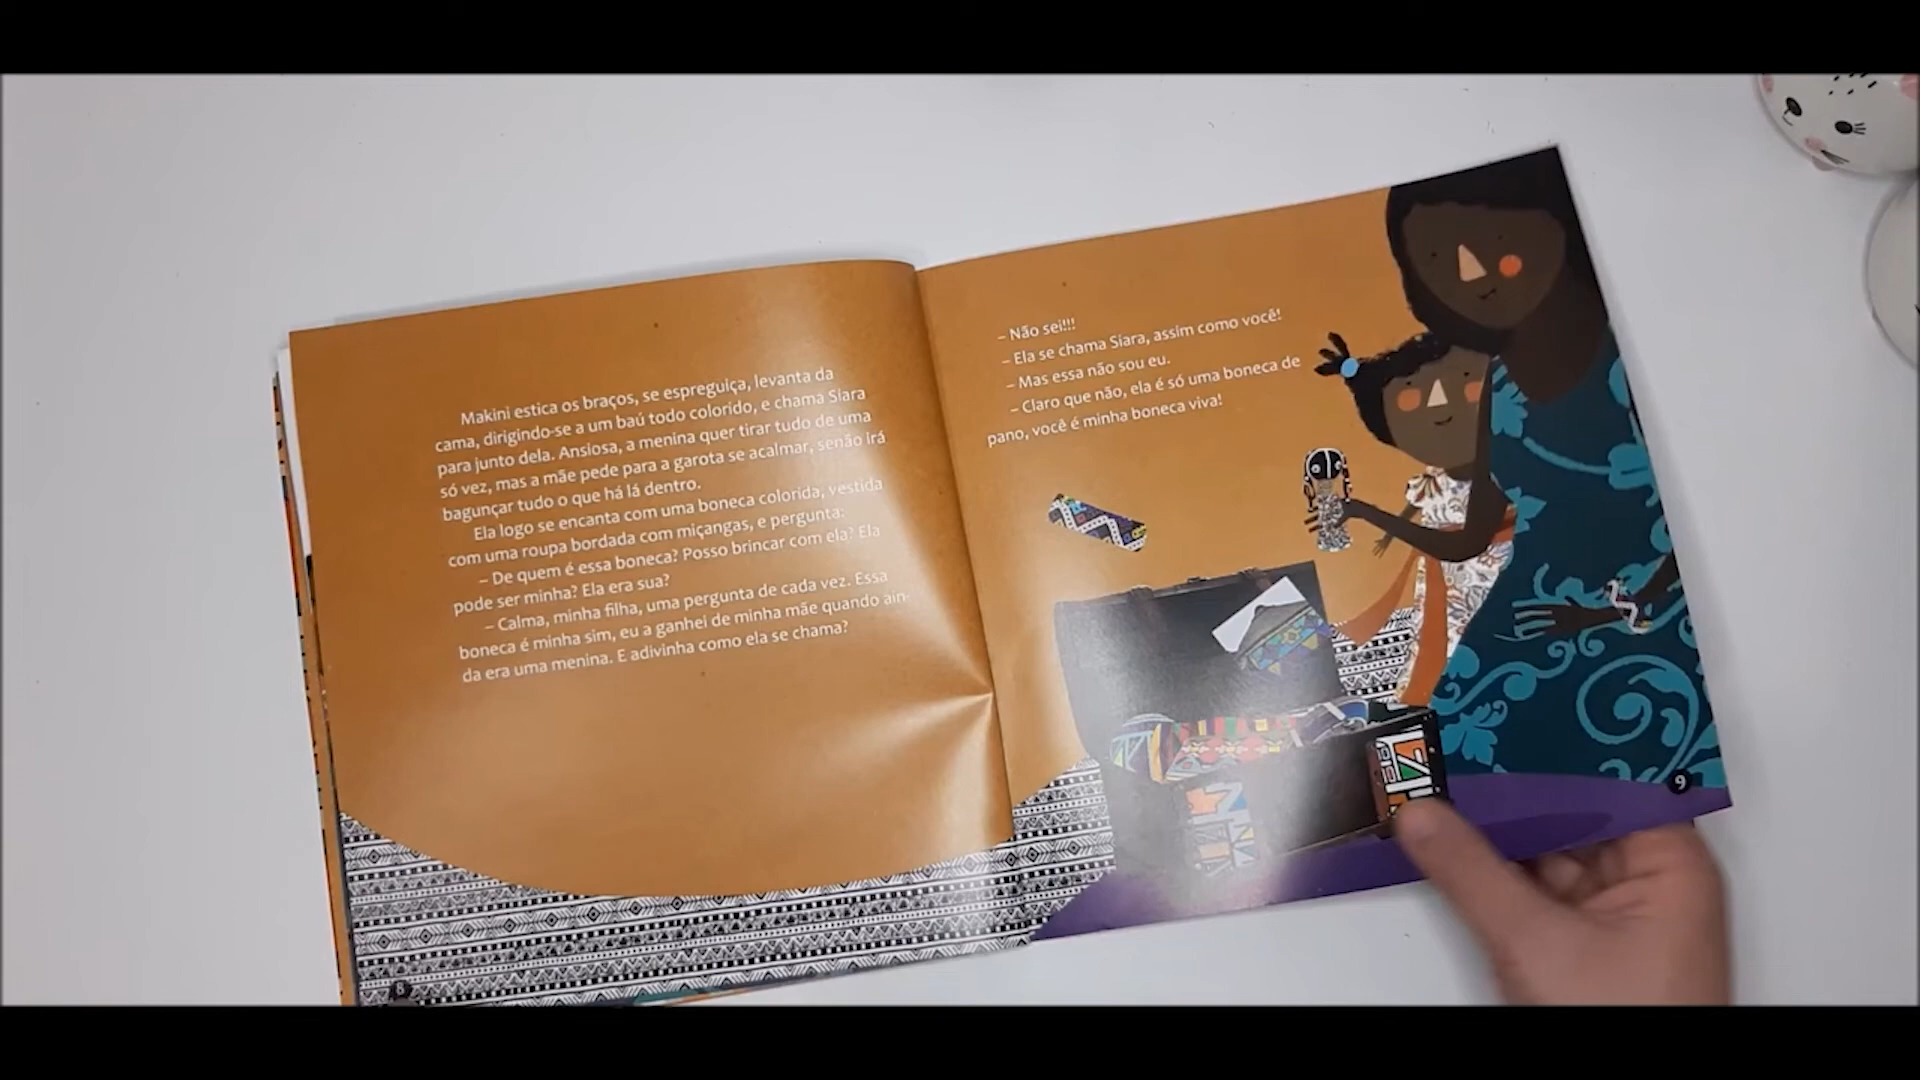 Makini estica os braços, se espreguiça, levanta da
cama, dirigindo-se a um baú todo colorido, e chama Siara
para junto dela. Ansiosa, a menina quer tirar tudo de uma
só vez, mas a mãe pede para a garota se acalmar, senão irá
bagunçar tudo o que há lá dentro.
Ela logo se encanta com uma boneca colorida, vestida
com uma roupa bordada com miçangas, e pergunta:
– De quem é essa boneca? Posso brincar com ela? Ela
pode ser minha? Ela era sua?
– Calma, minha filha, uma pergunta de cada vez. Essa
boneca é minha sim, eu a ganhei de minha mãe quando ain-
da era uma menina. E adivinha como ela se chama?
8
– Não sei!!!
– Ela se chama Siara, assim como você!
– Mas essa não sou eu.
– Claro que não, ela é só uma boneca de
pano, você é minha boneca viva!
9